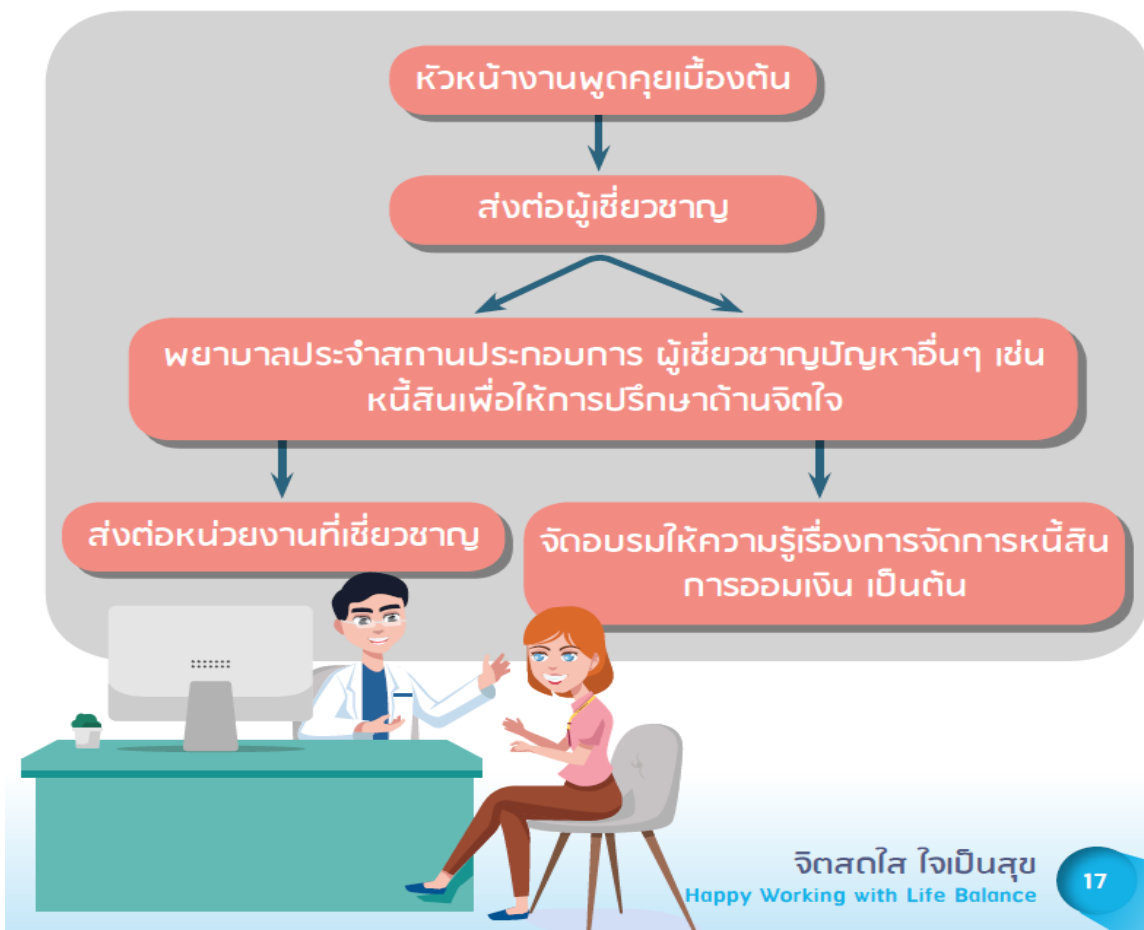 หัวหน้างานพูดคุยเบื้องต้น
ส่งต่อผู้เชี่ยวชาญ
พยาบาลประจำสถานประกอบการ ผู้เชี่ยวชาญปัญหาอื่นๆ เช่น
หนี้สินเพื่อให้การปรึกษาด้านจิตใจ
ส่งต่อหน่วยงานที่เชี่ยวชาญ
จัดอบรมให้ความรู้เรื่องการจัดการหนี้สิน
การออมเงิน เป็นต้น
จิตสดใส ใจเป็นสุข
Happy Working with Life Balance
17